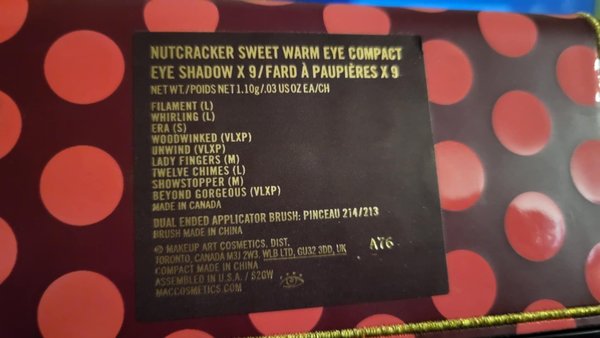 NUTCRACKER SWEET WARM EYE COMPACT
EYE SHADOW X 9/FARD À PAUPIÈRES X 9
NET WT./POIDS NET 1.10g/.03 US OZ EA/CH
FILAMENT (L)
WHIRLING (L)
ERA (S)
WOODWINKED (VLXP)
UNWIND (VLXP)
LADY FINGERS (M)
TWELVE CHIMES (L)
SHOWSTOPPER (M)
BEYOND GORGEOUS (VLXP)
MADE IN CANADA
DUAL ENDED APPLICATOR BRUSH: PINCEAU 214/213
BRUSH MADE IN CHINA
© MAKEUP ART COSMETICS, DIST.
TORONTO, CANADA M3J 2W3, WLB LTD, GU32 3DD, UK
COMPACT MADE IN CHINA
ASSEMBLED IN U.S.A. / S2GW
MACCOSMETICS.COM
A76